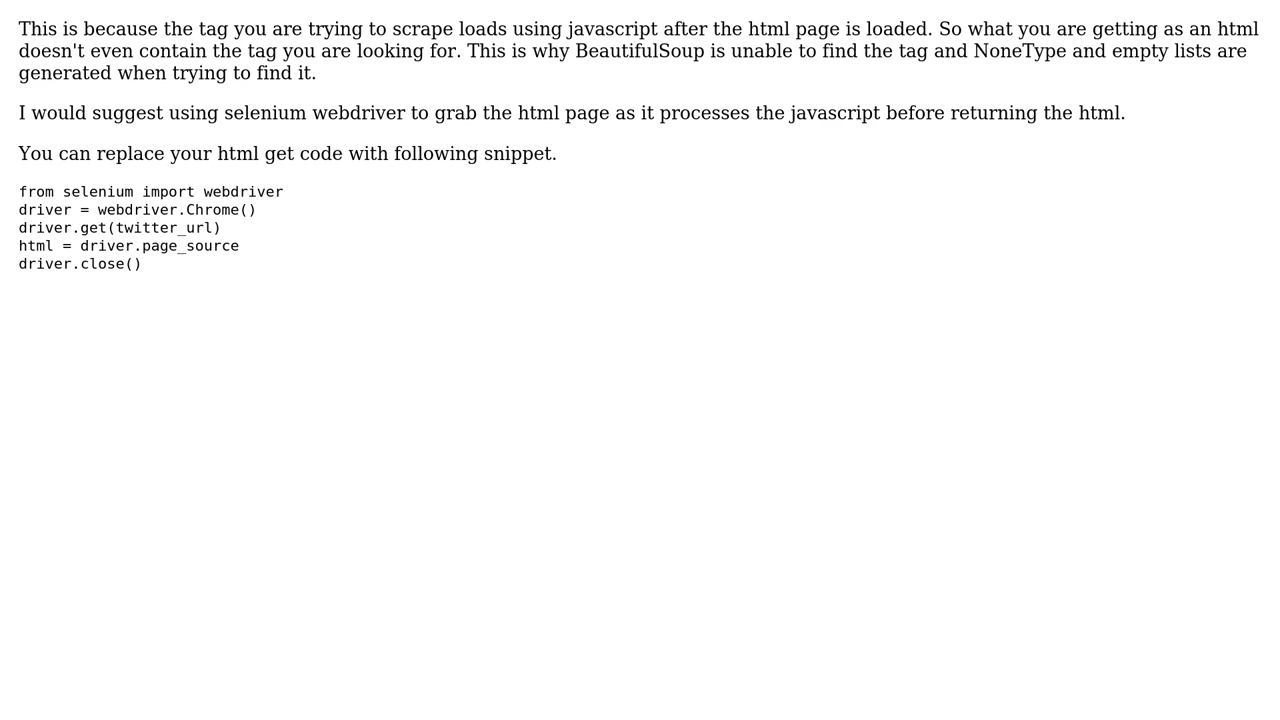 This is because the tag you are trying to scrape loads using javascript after the html page is loaded. So what you are getting as an html
doesn't even contain the tag you are looking for. This is why BeautifulSoup is unable to find the tag and NoneType and empty lists are
generated when trying to find it.
I would suggest using selenium webdriver to grab the html page as it processes the javascript before returning the html.
You can replace your html get code with following snippet.
from selenium import webdriver
driver = webdriver.Chrome()
driver.get(twitter_url)
html = driver.page_source
driver.close()